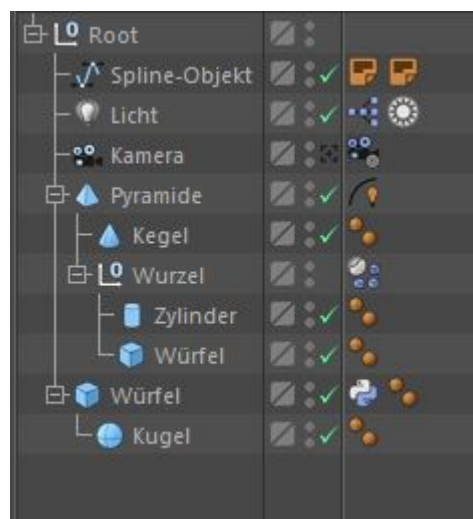 Root
Spline-Objekt
Licht
Kamera
Pyramide
Kegel
Wurzel
Zylinder
Würfel
Würfel
Kugel